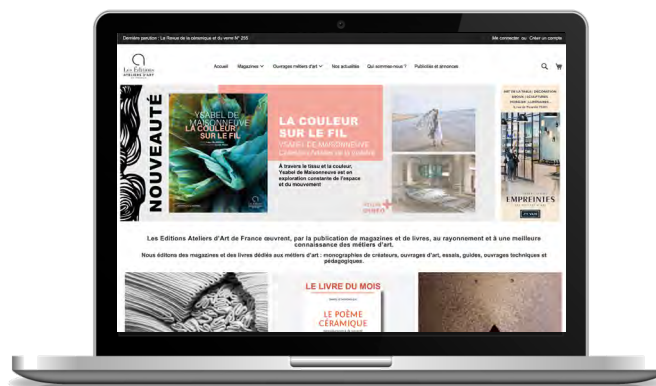 Dernière parution : La Revue de la céramique et du verre N° 255
Me connecter ou Créer un compte
Les Editions
ATELIERS D'ART
DE FRANCE
Accueil Magazines Ouvrages métiers d'art Nos actualités Qui sommes-nous ? Publicités et annonces
NOUVEAUTÉ
YSABEL DE
MAISONNEUVE
LA COULEUR
SUR LE FIL
LA COULEUR
SUR LE FIL
YSABEL DE MAISONNEUVE
À travers le tissu et la couleur,
Ysabel de Maisonneuve est en
exploration constante de l'espace
et du mouvement
EMPREINTES
Les Editions Ateliers d'Art de France œuvrent, par la publication de magazines et de livres, au rayonnement et à une meilleure
connaissance des métiers d'art.
Nous éditons des magazines et des livres dédiés aux métiers d'art : monographies de créateurs, ouvrages d'art, essais, guides, ouvrages techniques et
pédagogiques.
LE LIVRE DU MOIS
LE POÈME
CÉRAMIQUE